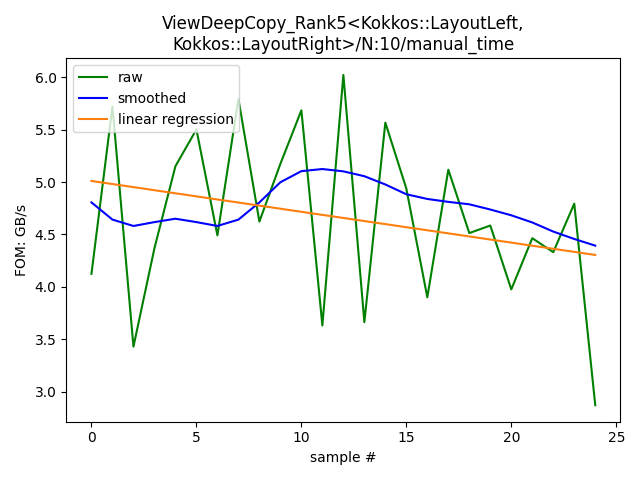 ViewDeepCopy_Rank5<Kokkos::LayoutLeft,
Kokkos::LayoutRight>/N:10/manual_time
raw
smoothed
linear regression
FOM: GB/s
6.0
5.5
5.0
4.5
4.0
3.5
3.0
0 5 10 15 20 25
sample #